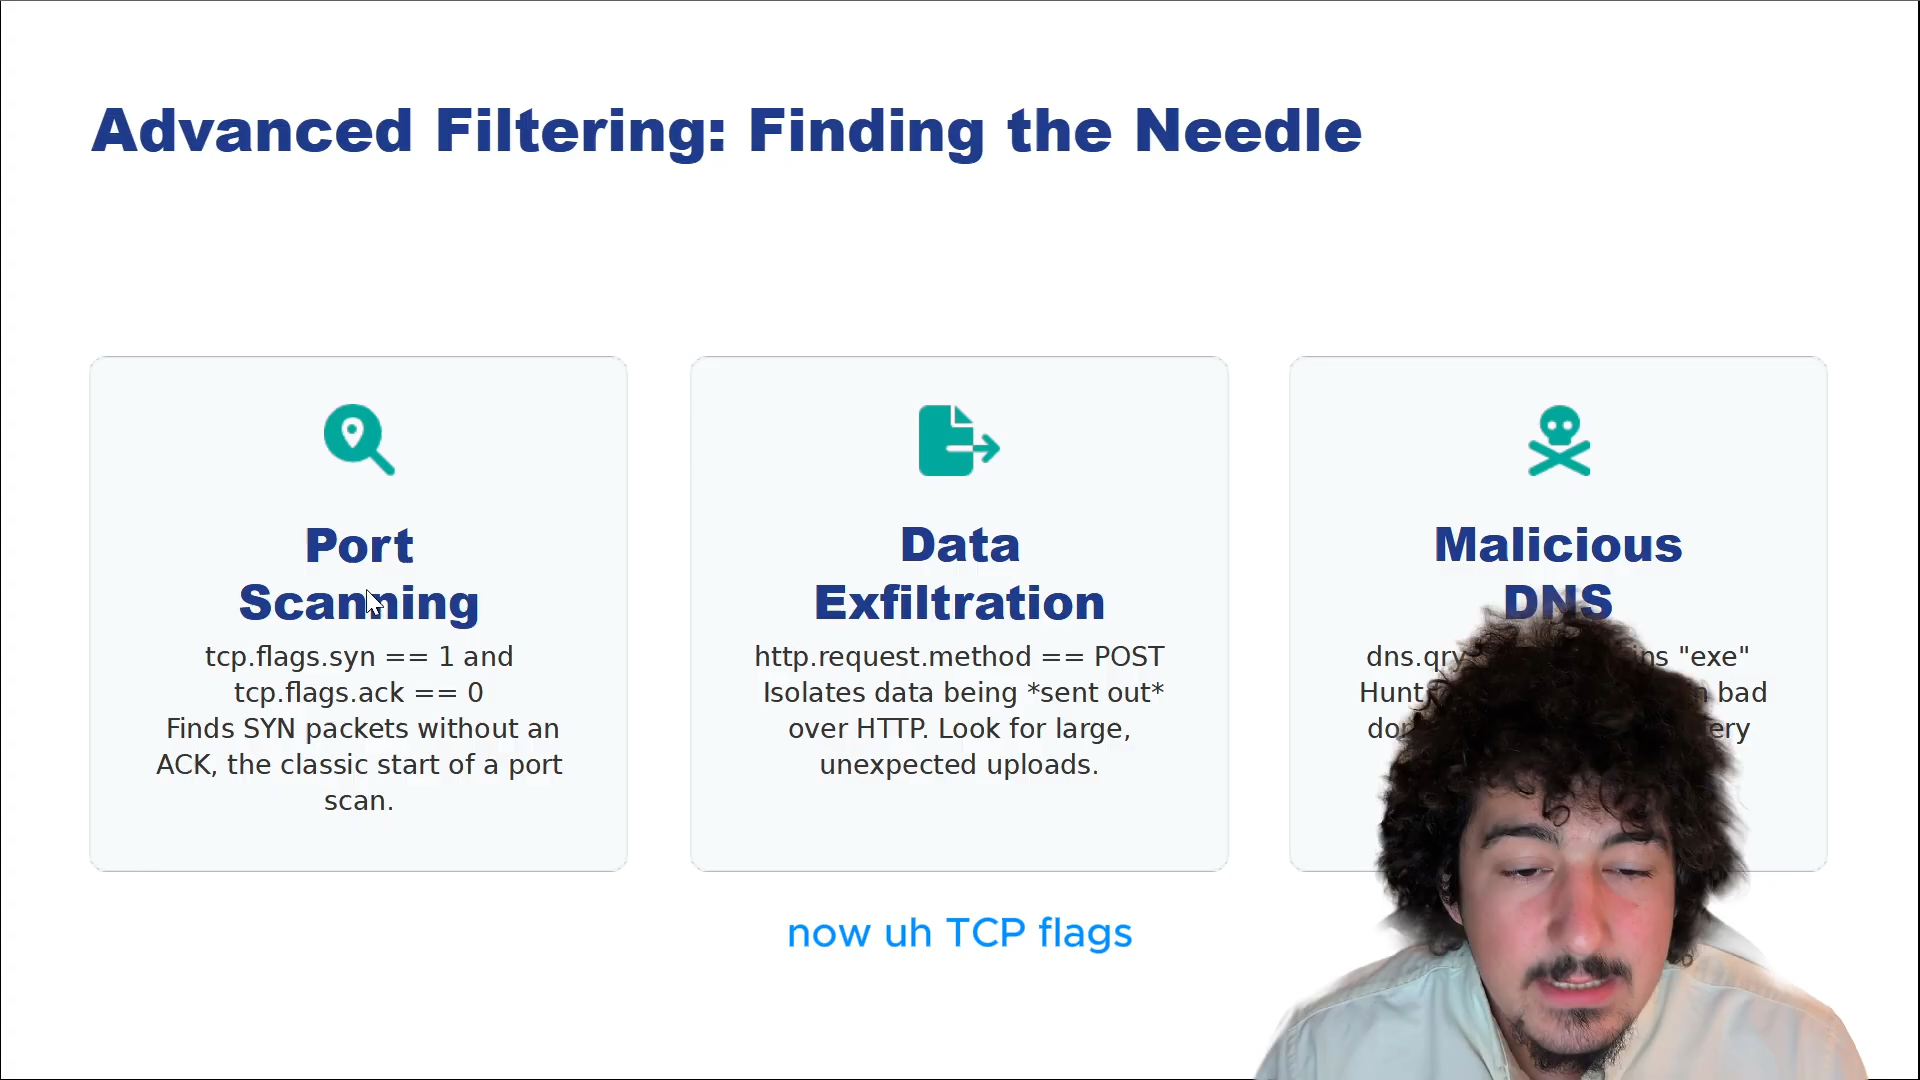 Advanced Filtering: Finding the Needle
Port
Scanning
tcp.flags.syn == 1 and
tcp.flags.ack == 0
Finds SYN packets without an
ACK, the classic start of a port
scan.
Data
Exfiltration
http.request.method == POST
Isolates data being *sent out*
over HTTP. Look for large,
unexpected uploads.
Malicious
DNS
"exe"
bad
now uh TCP flags